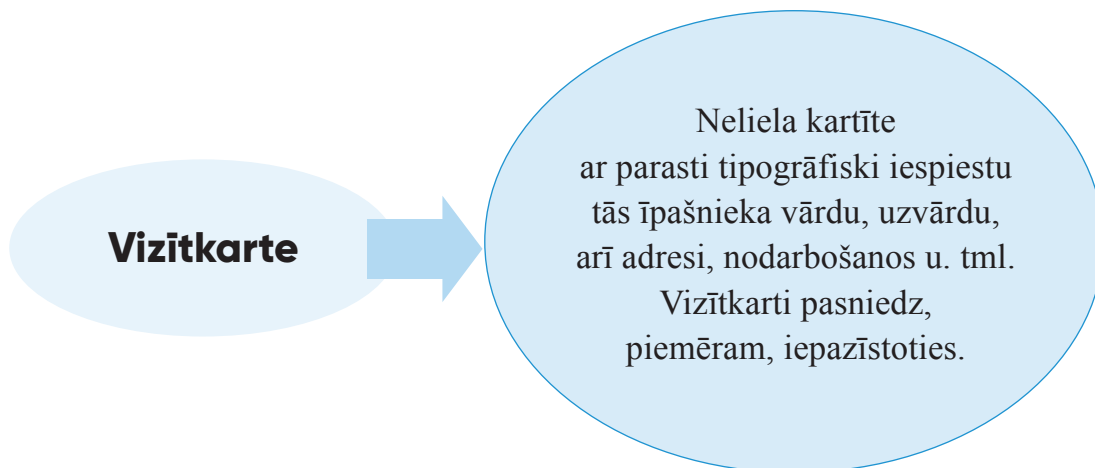 Vizītkarte
Neliela kartīte
ar parasti tipogrāfiski iespiestu
tās īpašnieka vārdu, uzvārdu,
arī adresi, nodarbošanos u. tml.
Vizītkarti pasniedz,
piemēram, iepazīstoties.